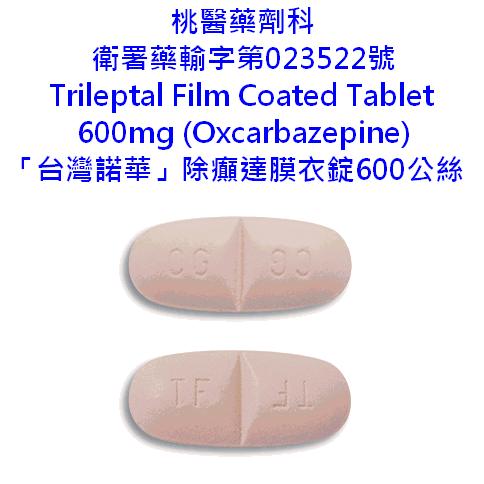 桃醫藥劑科
衛署藥輸字第023522號
Trileptal Film Coated Tablet
600mg (Oxcarbazepine)
「台灣諾華」除癲達膜衣錠600公絲
CG CG
TF TF